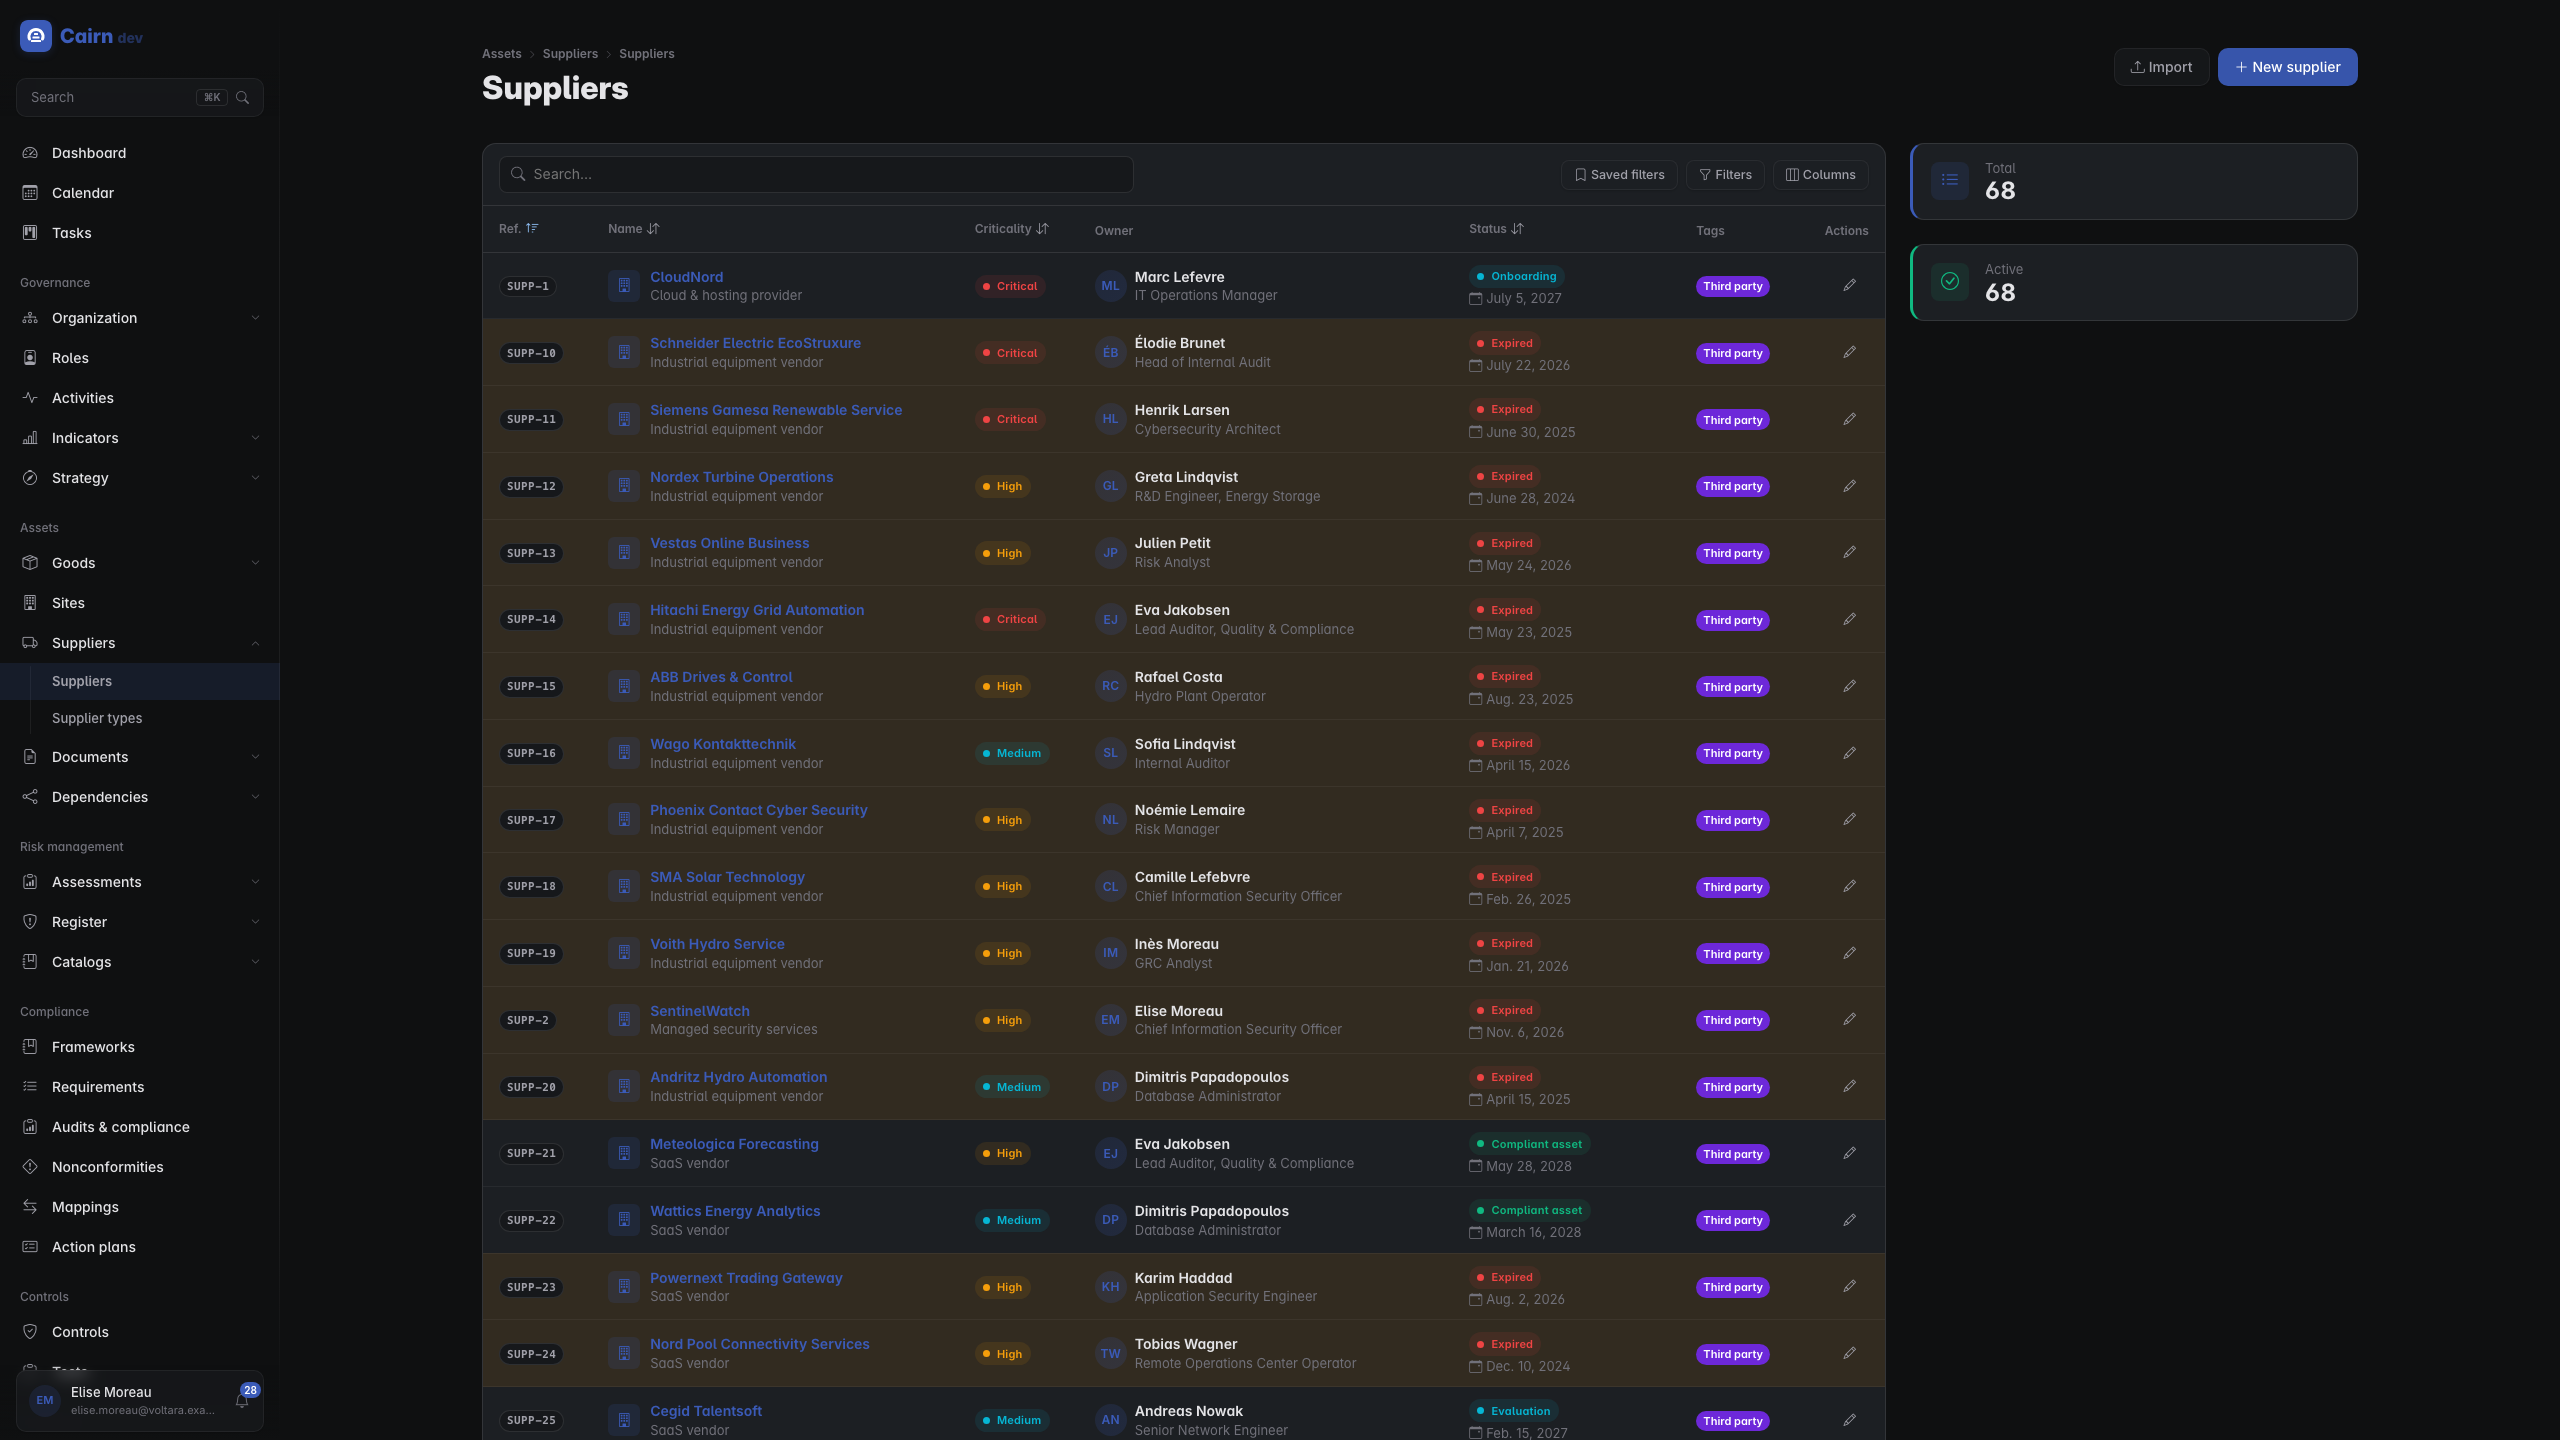 Cairn dev
Search ⌘K
Dashboard
Calendar
Tasks
Governance
Organization
Roles
Activities
Indicators
Strategy
Assets
Goods
Sites
Suppliers
Suppliers
Supplier types
Documents
Dependencies
Risk management
Assessments
Register
Catalogs
Compliance
Frameworks
Requirements
Audits & compliance
Nonconformities
Mappings
Action plans
Controls
Controls
EM Elise Moreau 28
elise.moreau@voltara.exa...
Assets > Suppliers > Suppliers
Suppliers
Import
+ New supplier
Search...
Saved filters
Filters
Columns
Ref. Name Criticality Owner Status Tags Actions
SUPP-1 CloudNord Cloud & hosting provider Critical ML Marc Lefevre IT Operations Manager Onboarding July 5, 2027 Third party
SUPP-10 Schneider Electric EcoStruxure Industrial equipment vendor Critical ÉB Élodie Brunet Head of Internal Audit Expired July 22, 2026 Third party
SUPP-11 Siemens Gamesa Renewable Service Industrial equipment vendor Critical HL Henrik Larsen Cybersecurity Architect Expired June 30, 2025 Third party
SUPP-12 Nordex Turbine Operations Industrial equipment vendor High GL Greta Lindqvist R&D Engineer, Energy Storage Expired June 28, 2024 Third party
SUPP-13 Vestas Online Business Industrial equipment vendor High JP Julien Petit Risk Analyst Expired May 24, 2026 Third party
SUPP-14 Hitachi Energy Grid Automation Industrial equipment vendor Critical EJ Eva Jakobsen Lead Auditor, Quality & Compliance Expired May 23, 2025 Third party
SUPP-15 ABB Drives & Control Industrial equipment vendor High RC Rafael Costa Hydro Plant Operator Expired Aug. 23, 2025 Third party
SUPP-16 Wago Kontakttechnik Industrial equipment vendor Medium SL Sofia Lindqvist Internal Auditor Expired April 15, 2026 Third party
SUPP-17 Phoenix Contact Cyber Security Industrial equipment vendor High NL Noémie Lemaire Risk Manager Expired April 7, 2025 Third party
SUPP-18 SMA Solar Technology Industrial equipment vendor High CL Camille Lefebvre Chief Information Security Officer Expired Feb. 26, 2025 Third party
SUPP-19 Voith Hydro Service Industrial equipment vendor High IM Inès Moreau GRC Analyst Expired Jan. 21, 2026 Third party
SUPP-2 SentinelWatch Managed security services High EM Elise Moreau Chief Information Security Officer Expired Nov. 6, 2026 Third party
SUPP-20 Andritz Hydro Automation Industrial equipment vendor Medium DP Dimitris Papadopoulos Database Administrator Expired April 15, 2025 Third party
SUPP-21 Meteologica Forecasting SaaS vendor High EJ Eva Jakobsen Lead Auditor, Quality & Compliance Compliant asset May 28, 2028 Third party
SUPP-22 Wattics Energy Analytics SaaS vendor Medium DP Dimitris Papadopoulos Database Administrator Compliant asset March 16, 2028 Third party
SUPP-23 Powernext Trading Gateway SaaS vendor High KH Karim Haddad Application Security Engineer Expired Aug. 2, 2026 Third party
SUPP-24 Nord Pool Connectivity Services SaaS vendor High TW Tobias Wagner Remote Operations Center Operator Expired Dec. 10, 2024 Third party
SUPP-25 Cegid Talentsoft SaaS vendor Medium AN Andreas Nowak Senior Network Engineer Evaluation Feb. 15, 2027 Third party
Total
68
Active
68